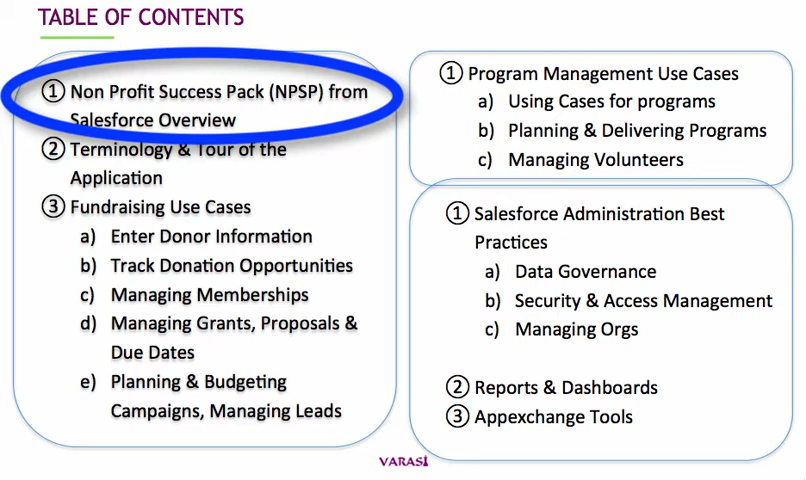 TABLE OF CONTENTS
① Non Profit Success Pack (NPSP) from
Salesforce Overview
② Terminology & Tour of the
Application
③ Fundraising Use Cases
a) Enter Donor Information
b) Track Donation Opportunities
c) Managing Memberships
d) Managing Grants, Proposals &
Due Dates
e) Planning & Budgeting
Campaigns, Managing Leads
① Program Management Use Cases
a) Using Cases for programs
b) Planning & Delivering Programs
c) Managing Volunteers
① Salesforce Administration Best
Practices
a) Data Governance
b) Security & Access Management
c) Managing Orgs
② Reports & Dashboards
③ Appexchange Tools
VARASI